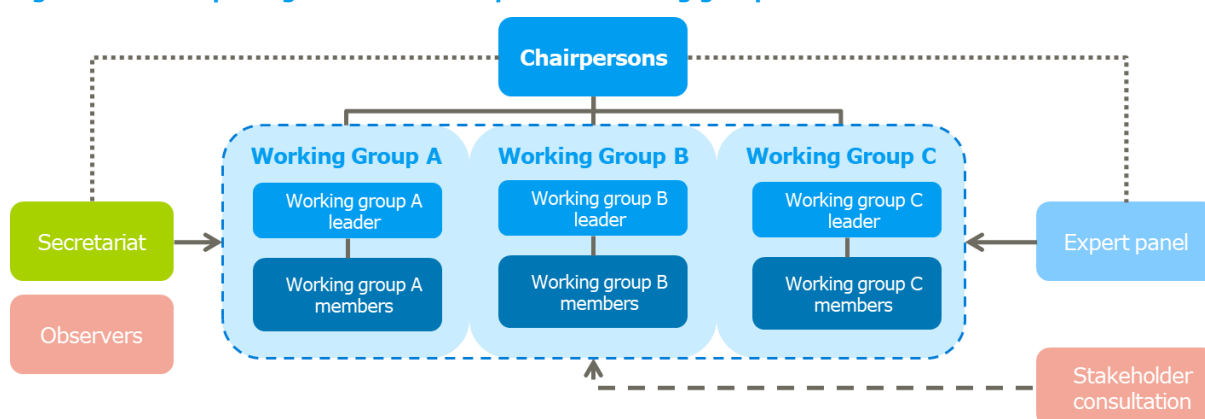 Chairpersons
Working Group A
Working Group B
Working Group C
Working group A
leader
Working group B
leader
Working group C
leader
Secretariat
Expert panel
Working group A
members
Working group B
members
Working group C
members
Observers
Stakeholder
consultation